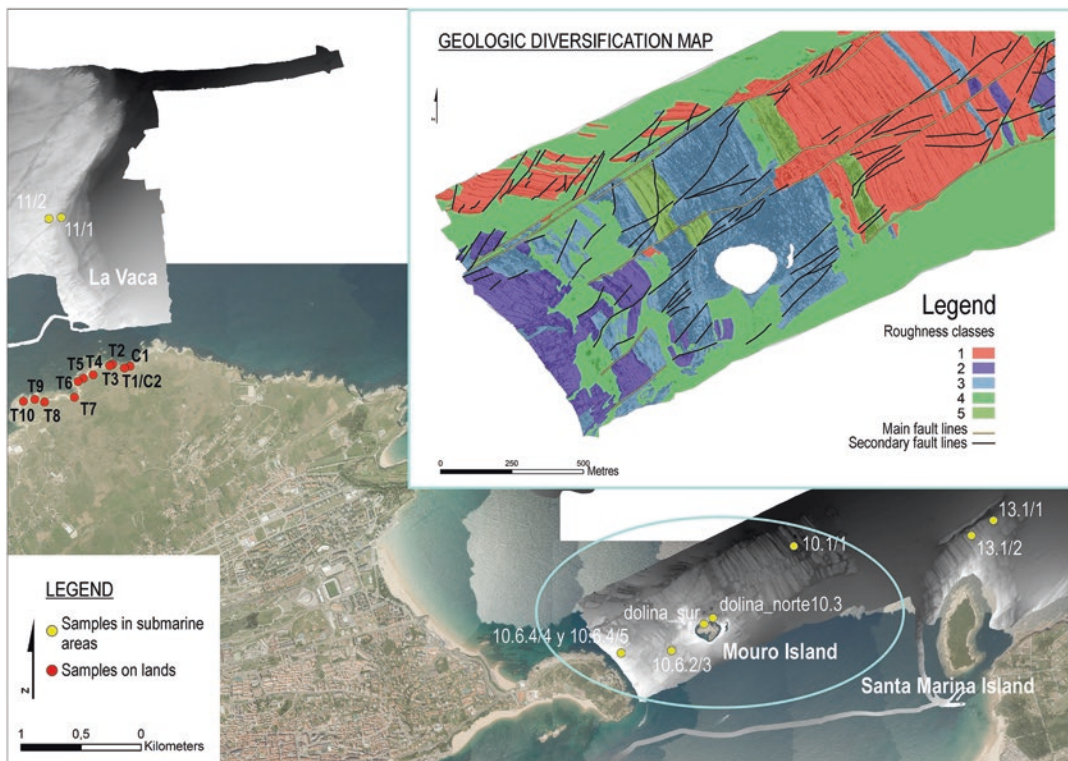 GEOLOGIC DIVERSIFICATION MAP
Legend
Roughness classes
1
2
3
4
5
Main fault lines
Secondary fault lines
0 250 500
Metres
11/2
11/1
La Vaca
T2
C1
T4
T5
T3
T1/C2
T6
T9
T7
T10
T8
LEGEND
Samples in submarine
areas
Samples on lands
N
1 0,5 0
Kilometers
13.1/1
13.1/2
10.1/1
dolina_norte10.3
dolina_sur
10.6.4/4 y 10.6.4/5
10.6.2/3
Mouro Island
Santa Marina Island